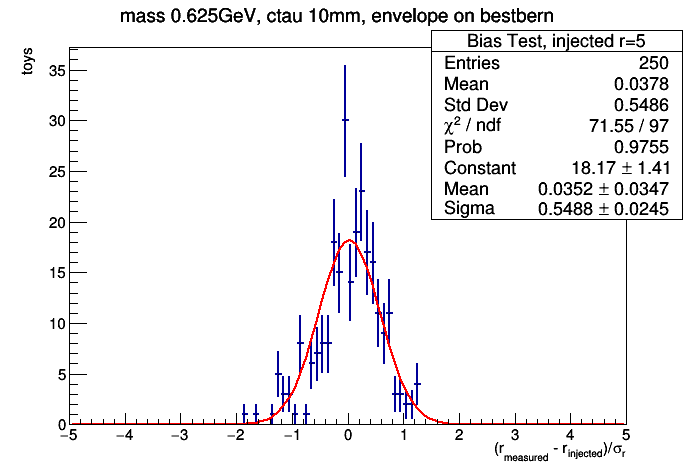 mass 0.625GeV, ctau 10mm, envelope on bestbern
Bias Test, injected r=5
Entries 250
Mean 0.0378
Std Dev 0.5486
χ² / ndf 71.55 / 97
Prob 0.9755
Constant 18.17 ± 1.41
Mean 0.0352 ± 0.0347
Sigma 0.5488 ± 0.0245
toys
35
30
25
20
15
10
5
0
−5 −4 −3 −2 −1 0 1 2 3 4 5
(r_measured - r_injected)/σ_r